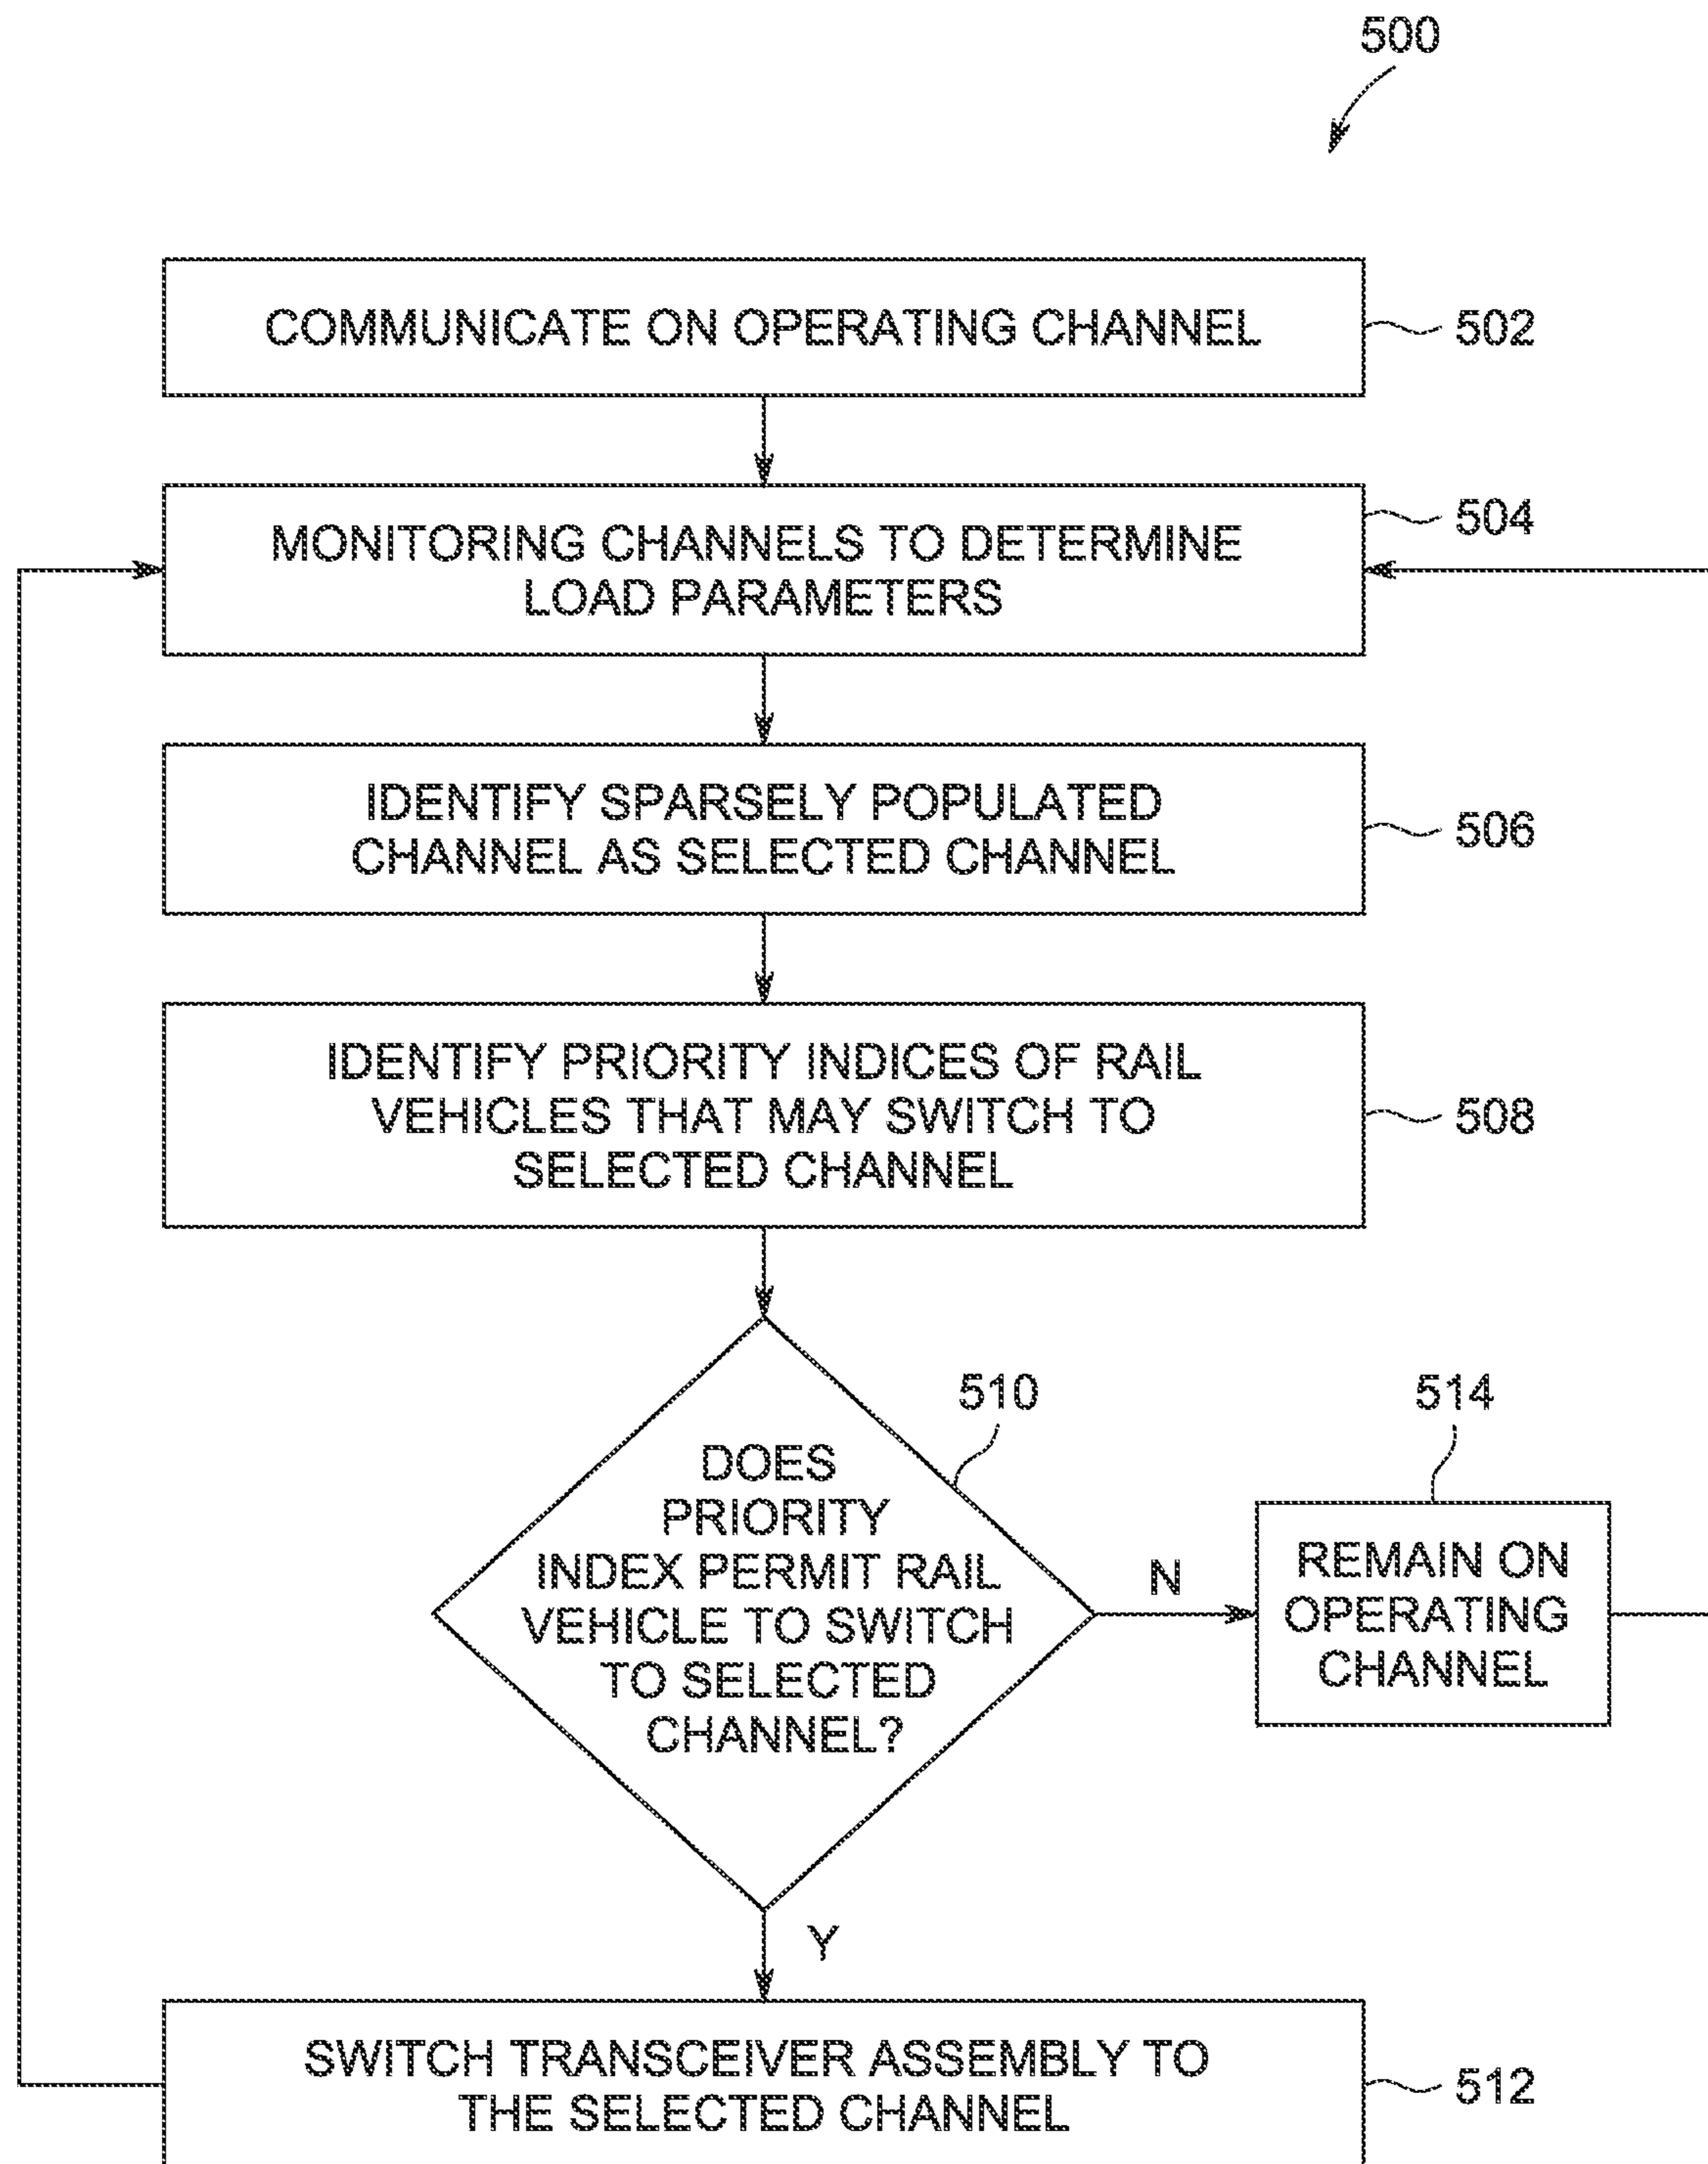 500
COMMUNICATE ON OPERATING CHANNEL
502
MONITORING CHANNELS TO DETERMINE
LOAD PARAMETERS
504
IDENTIFY SPARSELY POPULATED
CHANNEL AS SELECTED CHANNEL
506
IDENTIFY PRIORITY INDICES OF RAIL
VEHICLES THAT MAY SWITCH TO
SELECTED CHANNEL
508
DOES
PRIORITY
INDEX PERMIT RAIL
VEHICLE TO SWITCH
TO SELECTED
CHANNEL?
510
N
REMAIN ON
OPERATING
CHANNEL
514
Y
SWITCH TRANSCEIVER ASSEMBLY TO
THE SELECTED CHANNEL
512